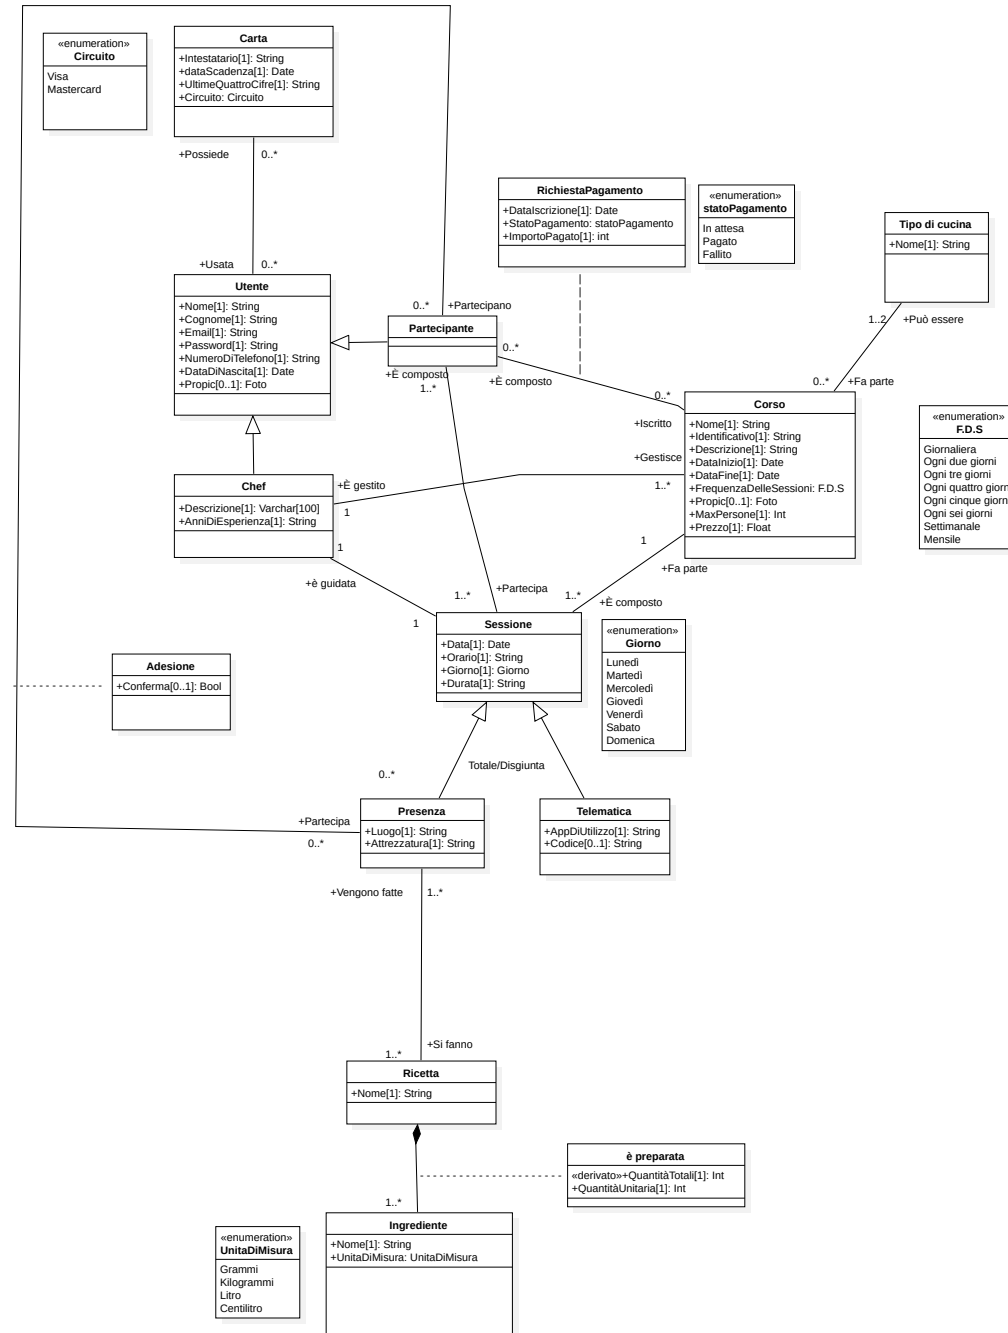 «enumeration»
Circuito
Visa
Mastercard
Carta
+Intestatario[1]: String
+dataScadenza[1]: Date
+UltimeQuattroCifre[1]: String
+Circuito: Circuito
+Possiede
0..*
+Usata
0..*
RichiestaPagamento
+DataIscrizione[1]: Date
+StatoPagamento: statoPagamento
+ImportoPagato[1]: int
«enumeration»
statoPagamento
In attesa
Pagato
Fallito
Tipo di cucina
+Nome[1]: String
1..2
+Può essere
0..*
+Fa parte
Utente
+Nome[1]: String
+Cognome[1]: String
+Email[1]: String
+Password[1]: String
+NumeroDiTelefono[1]: String
+DataDiNascita[1]: Date
+Propic[0..1]: Foto
0..*
+Partecipano
Partecipante
0..*
+È composto
1..*
+È composto
0..*
+Iscritto
Corso
+Nome[1]: String
+Identificativo[1]: String
+Descrizione[1]: String
+DataInizio[1]: Date
+DataFine[1]: Date
+FrequenzaDelleSessioni: F.D.S
+Propic[0..1]: Foto
+MaxPersone[1]: Int
+Prezzo[1]: Float
«enumeration»
F.D.S
Giornaliera
Ogni due giorni
Ogni tre giorni
Ogni quattro giorn
Ogni cinque giorn
Ogni sei giorni
Settimanale
Mensile
+Gestisce
1..*
+È gestito
1
Chef
+Descrizione[1]: Varchar[100]
+AnniDiEsperienza[1]: String
1
+è guidata
1
1..*
+Partecipa
1
+Fa parte
1..*
+È composto
Sessione
+Data[1]: Date
+Orario[1]: String
+Giorno[1]: Giorno
+Durata[1]: String
«enumeration»
Giorno
Lunedì
Martedì
Mercoledì
Giovedì
Venerdì
Sabato
Domenica
Adesione
+Conferma[0..1]: Bool
Totale/Disgiunta
0..*
+Partecipa
0..*
Presenza
+Luogo[1]: String
+Attrezzatura[1]: String
Telematica
+AppDiUtilizzo[1]: String
+Codice[0..1]: String
+Vengono fatte
1..*
+Si fanno
1..*
Ricetta
+Nome[1]: String
è preparata
«derivato»+QuantitàTotali[1]: Int
+QuantitàUnitaria[1]: Int
1..*
Ingrediente
+Nome[1]: String
+UnitaDiMisura: UnitaDiMisura
«enumeration»
UnitaDiMisura
Grammi
Kilogrammi
Litro
Centilitro